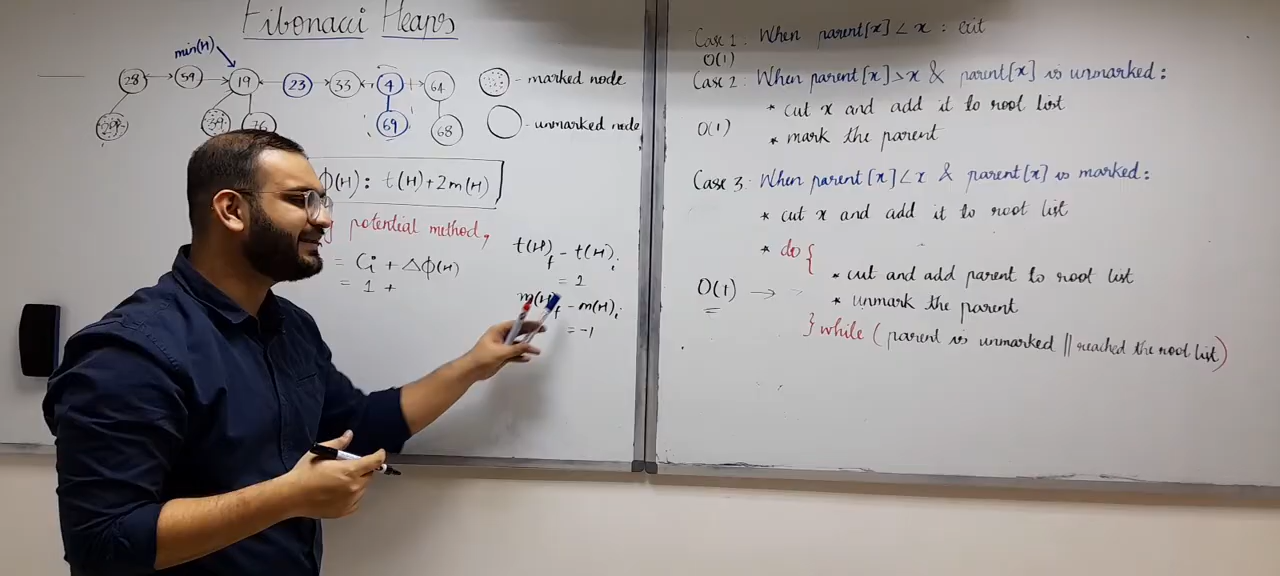 Fibonacci Heaps
min(H)
28 59 19 23 33 4 64
76 69 68
- marked node
- unmarked node
ϕ(H): t(H)+2m(H)
potential method,
= Ci + Δϕ(H)
= 1 +
t(H)f - t(H)i
= 2
m(H)f - m(H)i
= -1
Case 1: When parent[x] < x : exit
O(1)
Case 2: When parent[x] > x & parent[x] is unmarked:
* cut x and add it to root list
O(1)
* mark the parent
Case 3: When parent[x] < x & parent[x] is marked:
* cut x and add it to root list
* do {
* cut and add parent to root list
O(1) →
* unmark the parent
} while ( parent is unmarked || reached the root list)